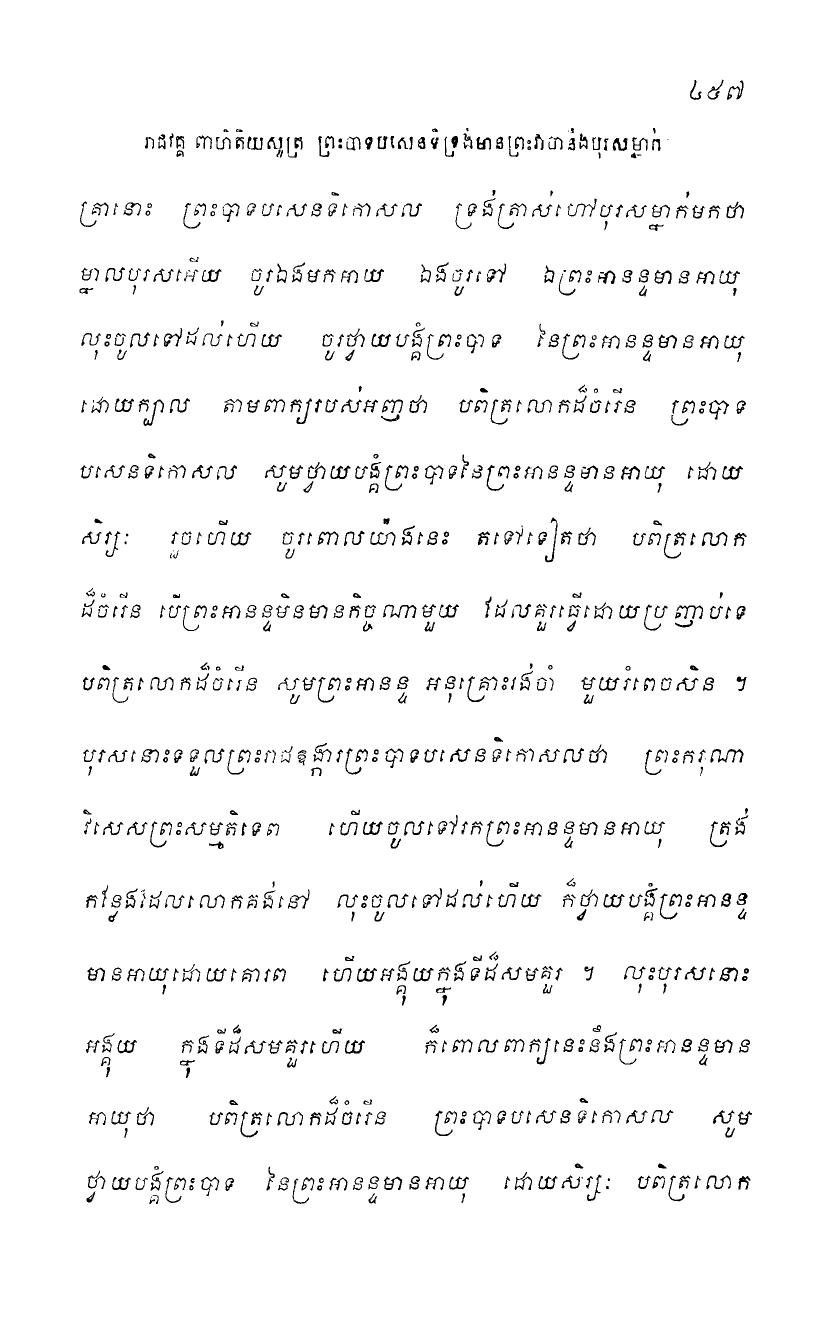 ៤៥៧
រាជវគ្គ ពាហិតិយសូត្រ ព្រះបាទបសេនទិទ្រង់មានព្រះវាចានឹងបុរសម្នាក់
គ្រានោះ ព្រះបាទបសេនទិកោសល ទ្រង់ត្រាស់ហៅបុរសម្នាក់មកថា
ម្នាលបុរសអើយ ចូរឯងមកអាយ ឯងចូរទៅ ឯព្រះអានន្ទមានអាយុ
លុះចូលទៅដល់ហើយ ចូរថ្វាយបង្គំព្រះបាទ នៃព្រះអានន្ទមានអាយុ
ដោយក្បាល តាមពាក្យរបស់អញថា បពិត្រលោកដ៏ចំរើន ព្រះបាទ
បសេនទិកោសល សូមថ្វាយបង្គំព្រះបាទនៃព្រះអានន្ទមានអាយុ ដោយ
សិរ្សៈ រួចហើយ ចូរពោលយ៉ាងនេះ តទៅទៀតថា បពិត្រលោក
ដ៏ចំរើន បើព្រះអានន្ទមិនមានកិច្ចណាមួយ ដែលគួរធ្វើដោយប្រញាប់ទេ
បពិត្រលោកដ៏ចំរើន សូមព្រះអានន្ទ អនុគ្រោះរង់ចាំ មួយរំពេចសិន ។
បុរសនោះទទួលព្រះរាជឱង្ការព្រះបាទបសេនទិកោសលថា ព្រះករុណា
វិសេសព្រះសម្មតិទេព ហើយចូលទៅរកព្រះអានន្ទមានអាយុ ត្រង់
កន្លែងដែលលោកគង់នៅ លុះចូលទៅដល់ហើយ ក៏ថ្វាយបង្គំព្រះអានន្ទ
មានអាយុដោយគោរព ហើយអង្គុយក្នុងទីដ៏សមគួរ ។ លុះបុរសនោះ
អង្គុយ ក្នុងទីដ៏សមគួរហើយ ក៏ពោលពាក្យនេះនឹងព្រះអានន្ទមាន
អាយុថា បពិត្រលោកដ៏ចំរើន ព្រះបាទបសេនទិកោសល សូម
ថ្វាយបង្គំព្រះបាទ នៃព្រះអានន្ទមានអាយុ ដោយសិរ្សៈ បពិត្រលោក